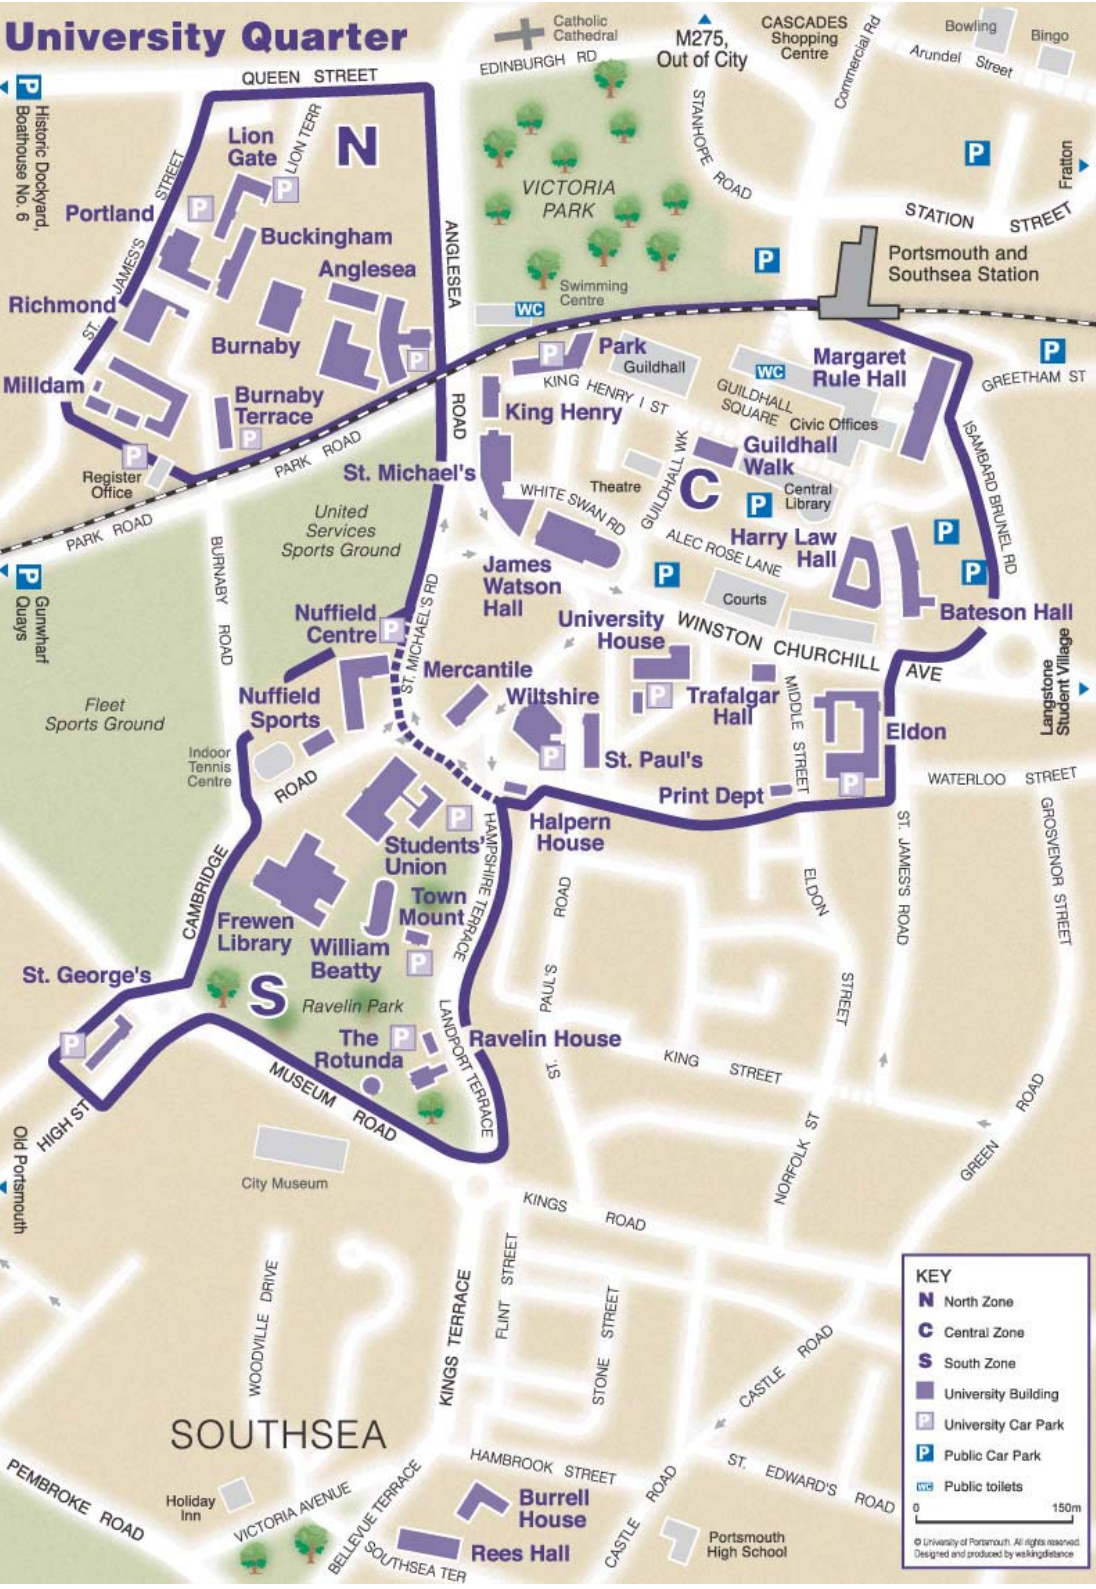 University Quarter
Catholic
Cathedral
EDINBURGH RD
M275,
Out of City
CASCADES
Shopping
Centre
Commercial Rd
Bowling
Bingo
Arundel Street
QUEEN STREET
P
Historic Dockyard,
Boathouse No. 6
Lion
Gate
LION TERR
N
P
P
STANHOPE ROAD
P
Fratton
VICTORIA
PARK
Portland
ST. JAMES'S STREET
Buckingham
Anglesea
ANGLESEA ROAD
STATION STREET
P
Portsmouth and
Southsea Station
Swimming
Centre
WC
Richmond
Burnaby
P
Park
P
Guildhall
WC
Margaret
Rule Hall
P
GREETHAM ST
Milldam
Burnaby
Terrace
P
KING HENRY I ST
King Henry
GUILDHALL
SQUARE
Civic Offices
P
Register
Office
PARK ROAD
St. Michael's
GUILDHALL WK
Guildhall
Walk
Theatre
C
P
Central
Library
ISAMBARD BRUNEL RD
PARK ROAD
United
Services
Sports Ground
WHITE SWAN RD
ALEC ROSE LANE
Harry Law
Hall
P
P
Gunwharf
Quays
BURNABY ROAD
James
Watson
Hall
P
P
Courts
Bateson Hall
Nuffield
Centre
P
ST. MICHAEL'S RD
University
House
WINSTON CHURCHILL AVE
Langstone
Student Village
Fleet
Sports Ground
Nuffield
Sports
Mercantile
Wiltshire
P
Trafalgar
Hall
MIDDLE STREET
Eldon
Indoor
Tennis
Centre
P
St. Paul's
CAMBRIDGE ROAD
Print Dept
P
WATERLOO STREET
GROSVENOR STREET
P
Halpern
House
Students'
Union
HAMPSHIRE TERRACE
ST. JAMES'S ROAD
Town
Mount
ELDON STREET
ST. PAUL'S ROAD
Frewen
Library
William
Beatty
P
St. George's
S
Ravelin Park
P
The
Rotunda
P
LANDPORT TERRACE
Ravelin House
KING STREET
MUSEUM ROAD
HIGH ST
Old Portsmouth
NORFOLK ST
GREEN ROAD
City Museum
KINGS ROAD
WOODVILLE DRIVE
KINGS TERRACE
FLINT STREET
STONE STREET
CASTLE ROAD
SOUTHSEA
PEMBROKE ROAD
Holiday
Inn
VICTORIA AVENUE
BELLEVUE TERRACE
HAMBROOK STREET
ST. EDWARD'S ROAD
Burrell
House
CASTLE ROAD
Rees Hall
SOUTHSEA TER
Portsmouth
High School
KEY
N North Zone
C Central Zone
S South Zone
University Building
P University Car Park
P Public Car Park
WC Public toilets
0 150m
© University of Portsmouth. All rights reserved.
Designed and produced by walkingdistance